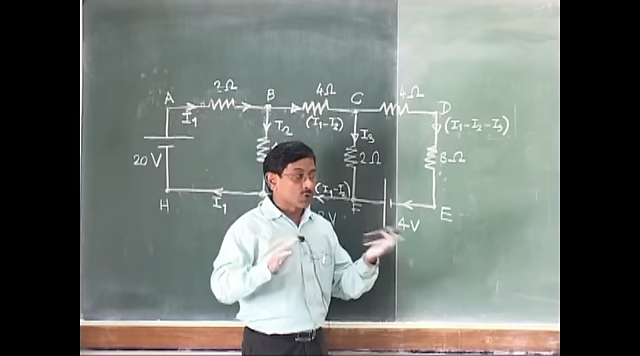 2Ω 4Ω 4Ω
A B C D
I₁ I₂ (I₁-I₂) I₃ (I₁-I₂-I₃)
20V 2Ω 8Ω
H I₁ F E
4V